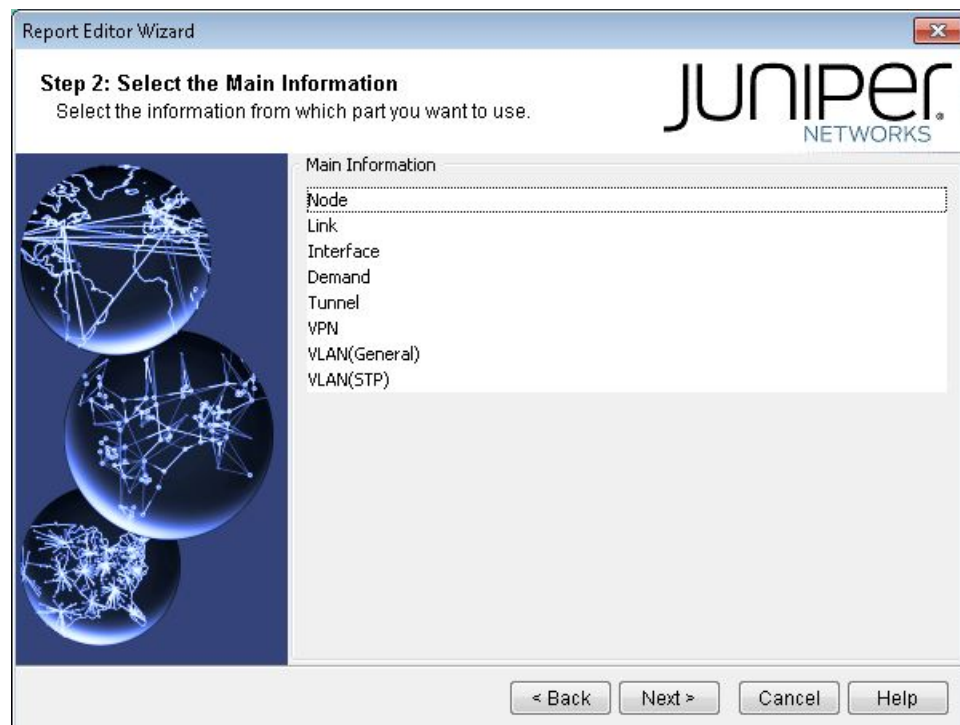 Report Editor Wizard
Step 2: Select the Main Information
Select the information from which part you want to use.
JUNIPEr
NETWORKS
Main Information
Node
Link
Interface
Demand
Tunnel
VPN
VLAN(General)
VLAN(STP)
< Back
Next >
Cancel
Help